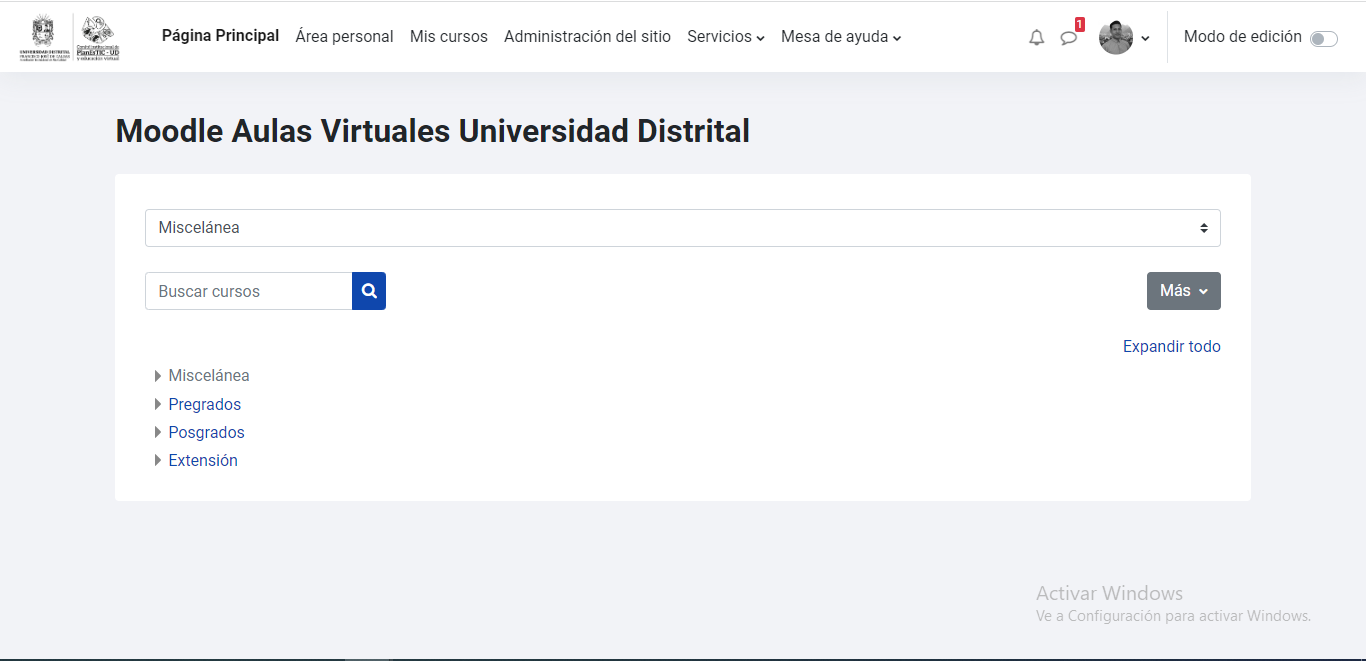 UNIVERSIDAD DISTRITAL
FRANCISCO JOSÉ DE CALDAS
PlanEsTIC - UD
y educación virtual
Página Principal
Área personal
Mis cursos
Administración del sitio
Servicios
Mesa de ayuda
1
Modo de edición
Moodle Aulas Virtuales Universidad Distrital
Miscelánea
Buscar cursos
Más
Expandir todo
Miscelánea
Pregrados
Posgrados
Extensión
Activar Windows
Ve a Configuración para activar Windows.